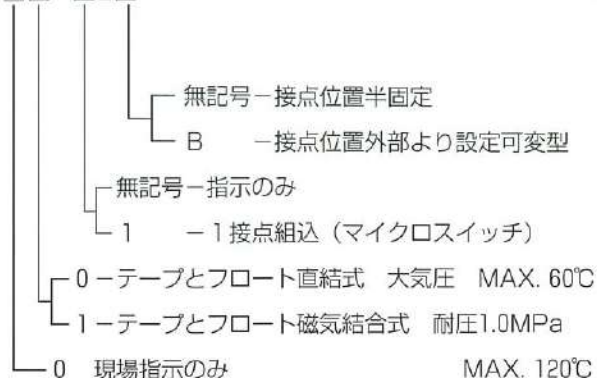 無記号－接点位置半固定
B －接点位置外部より設定可変型
無記号－指示のみ
1 －1接点組込（マイクロスイッチ）
0－テープとフロート直結式 大気圧 MAX. 60℃
1－テープとフロート磁気結合式 耐圧1.0MPa
0 現場指示のみ MAX. 120℃